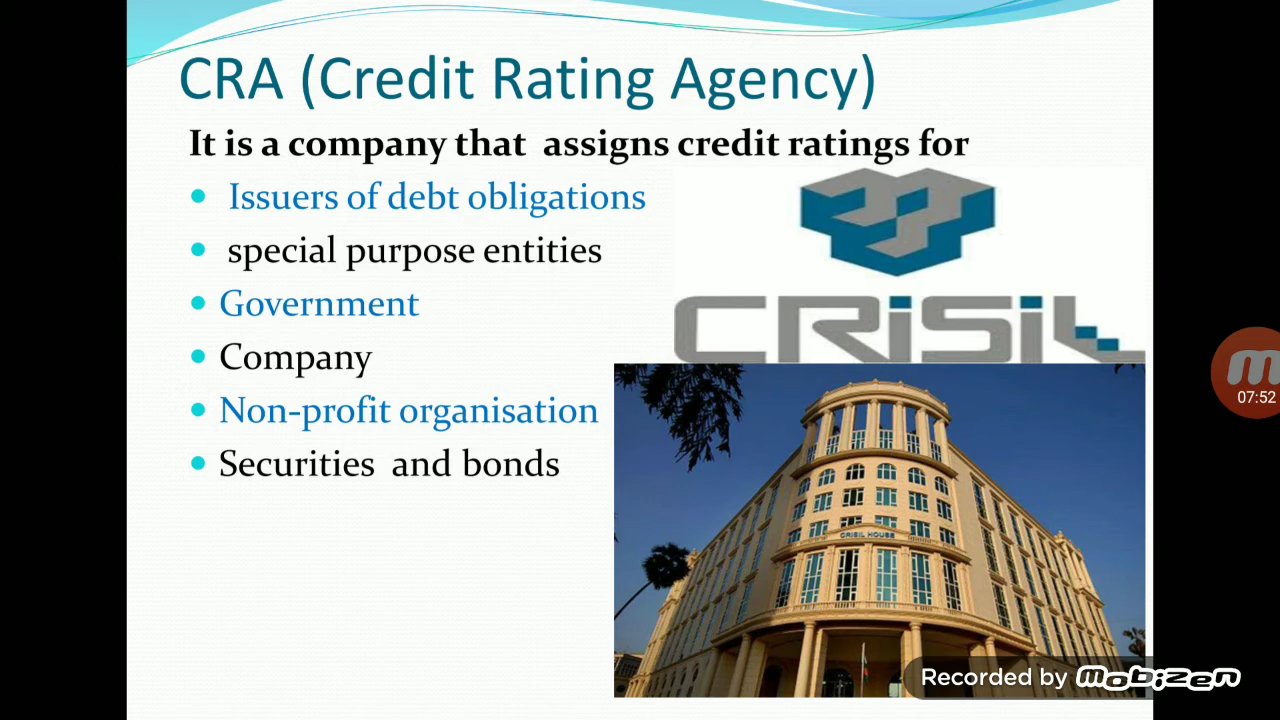 CRA (Credit Rating Agency)
It is a company that assigns credit ratings for
Issuers of debt obligations
special purpose entities
Government
Company
Non-profit organisation
Securities and bonds
CRISIL
CRISIL HOUSE
07:52
Recorded by mobizen